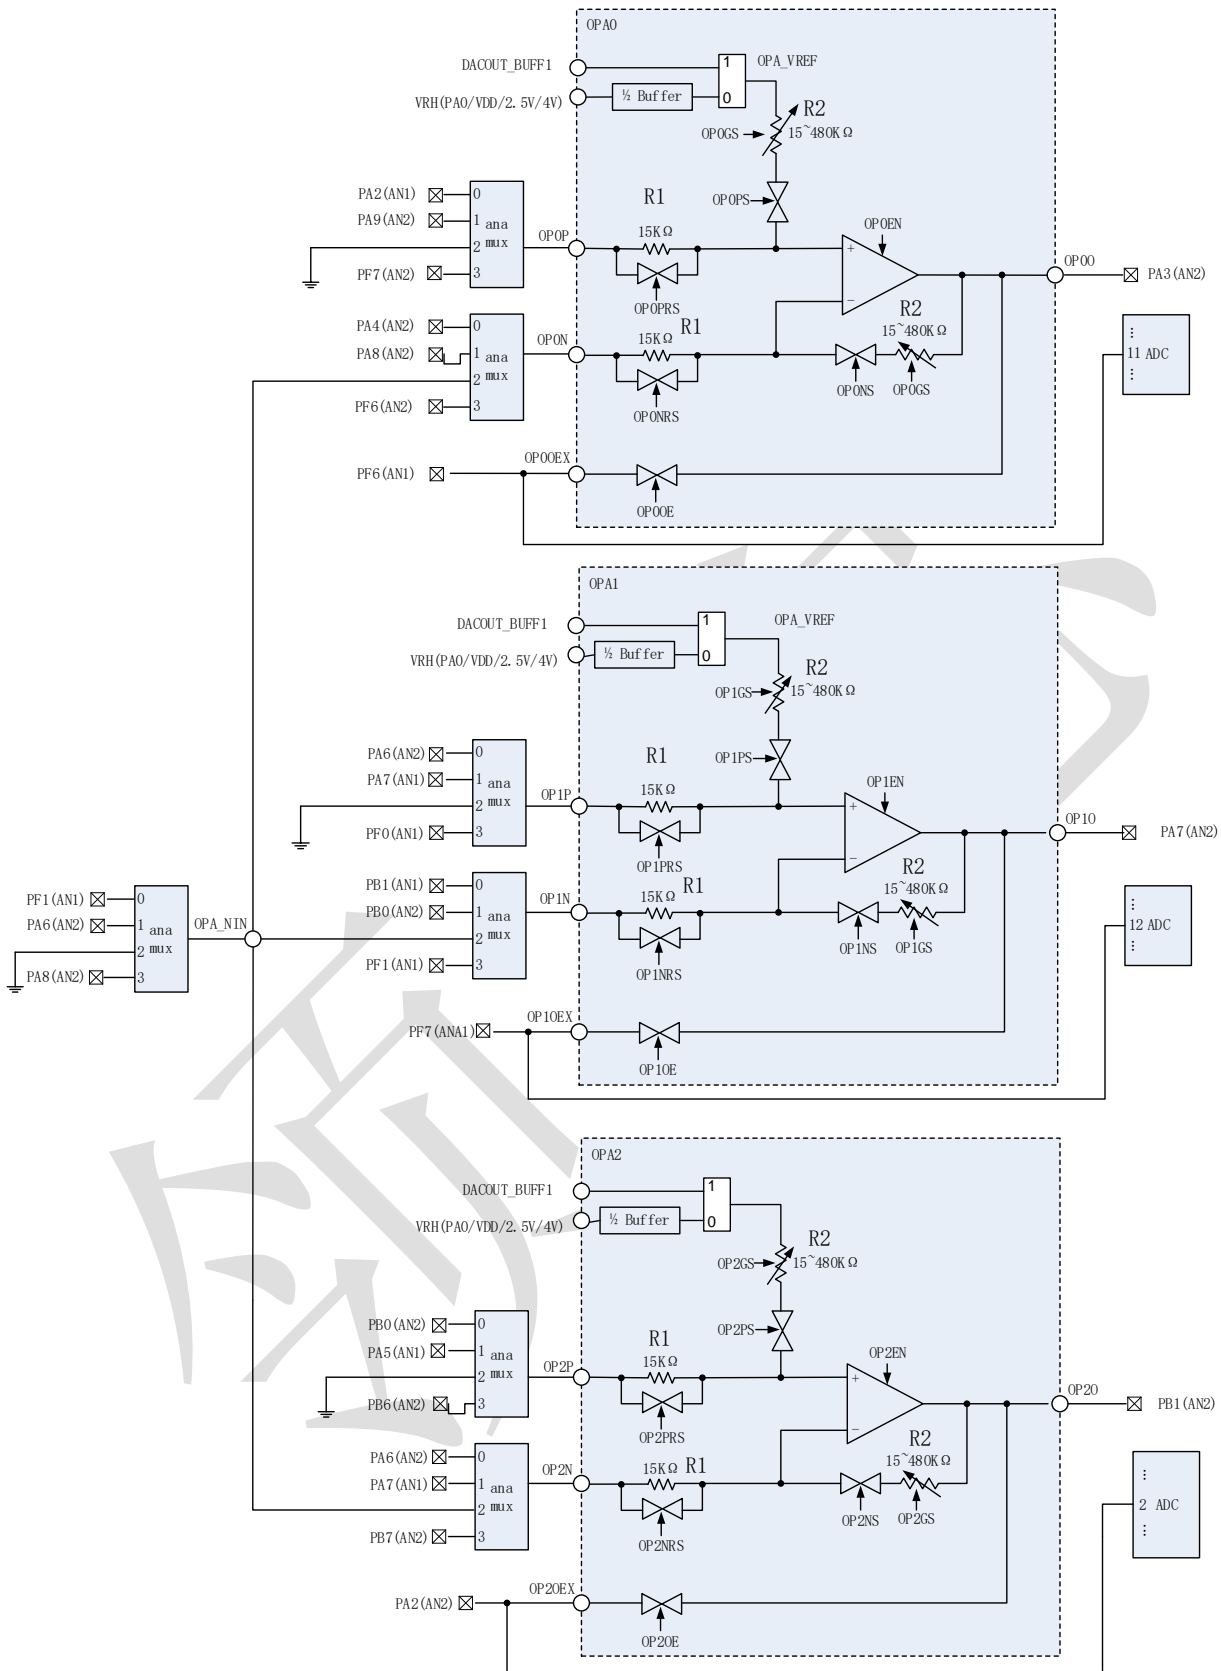 OPA0
DACOUT_BUFF1
1
OPA_VREF
VRH(PA0/VDD/2.5V/4V)
½ Buffer
0
R2
15~480KΩ
OP0GS
PA2(AN1)
0
R1
OP0PS
PA9(AN2)
1 ana
mux
OP0P
15KΩ
OP0EN
2
+
PF7(AN2)
3
OP0O
PA3(AN2)
OP0PRS
−
R2
PA4(AN2)
0
R1
15~480KΩ
...
PA8(AN2)
1 ana
mux
OP0N
15KΩ
11 ADC
2
OP0NS
OP0GS
...
PF6(AN2)
3
OP0NRS
PF6(AN1)
OP0OEX
OP0OE
OPA1
DACOUT_BUFF1
1
OPA_VREF
VRH(PA0/VDD/2.5V/4V)
½ Buffer
0
R2
15~480KΩ
OP1GS
PA6(AN2)
0
R1
OP1PS
PA7(AN1)
1 ana
mux
OP1P
15KΩ
OP1EN
2
+
PF0(AN1)
3
OP1O
PA7(AN2)
OP1PRS
−
R2
PB1(AN1)
0
R1
15~480KΩ
PF1(AN1)
0
PB0(AN2)
1 ana
mux
OP1N
15KΩ
...
PA6(AN2)
1 ana
mux
OPA_NIN
2
12 ADC
2
OP1NS
OP1GS
...
PA8(AN2)
3
PF1(AN1)
3
OP1NRS
PF7(ANA1)
OP1OEX
OP1OE
OPA2
DACOUT_BUFF1
1
VRH(PA0/VDD/2.5V/4V)
½ Buffer
0
R2
15~480KΩ
OP2GS
PB0(AN2)
0
R1
OP2PS
PA5(AN1)
1 ana
mux
OP2P
15KΩ
OP2EN
2
+
PB6(AN2)
3
OP2O
PB1(AN2)
OP2PRS
−
R2
PA6(AN2)
0
R1
15~480KΩ
...
PA7(AN1)
1 ana
mux
OP2N
15KΩ
2 ADC
2
OP2NS
OP2GS
...
PB7(AN2)
3
OP2NRS
PA2(AN2)
OP2OEX
OP2OE